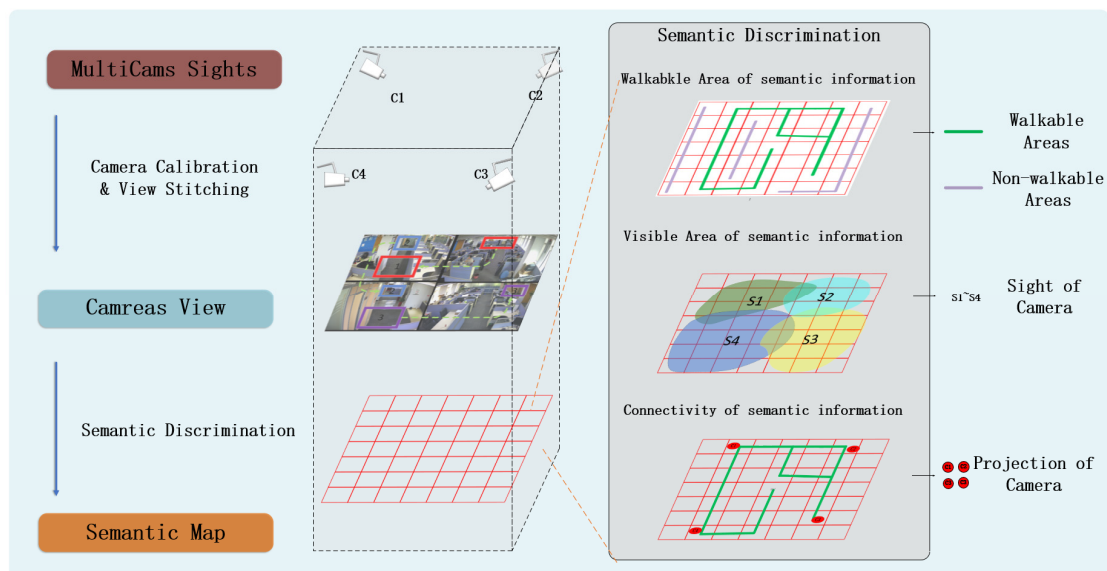 MultiCams Sights
Camera Calibration
& View Stitching
Camreas View
Semantic Discrimination
Semantic Map
C1
C2
C4
C3
Semantic Discrimination
Walkabkle Area of semantic information
Visible Area of semantic information
S1
S2
S4
S3
Connectivity of semantic information
Walkable
Areas
Non-walkable
Areas
S1~S4
Sight of
Camera
Projection of
Camera